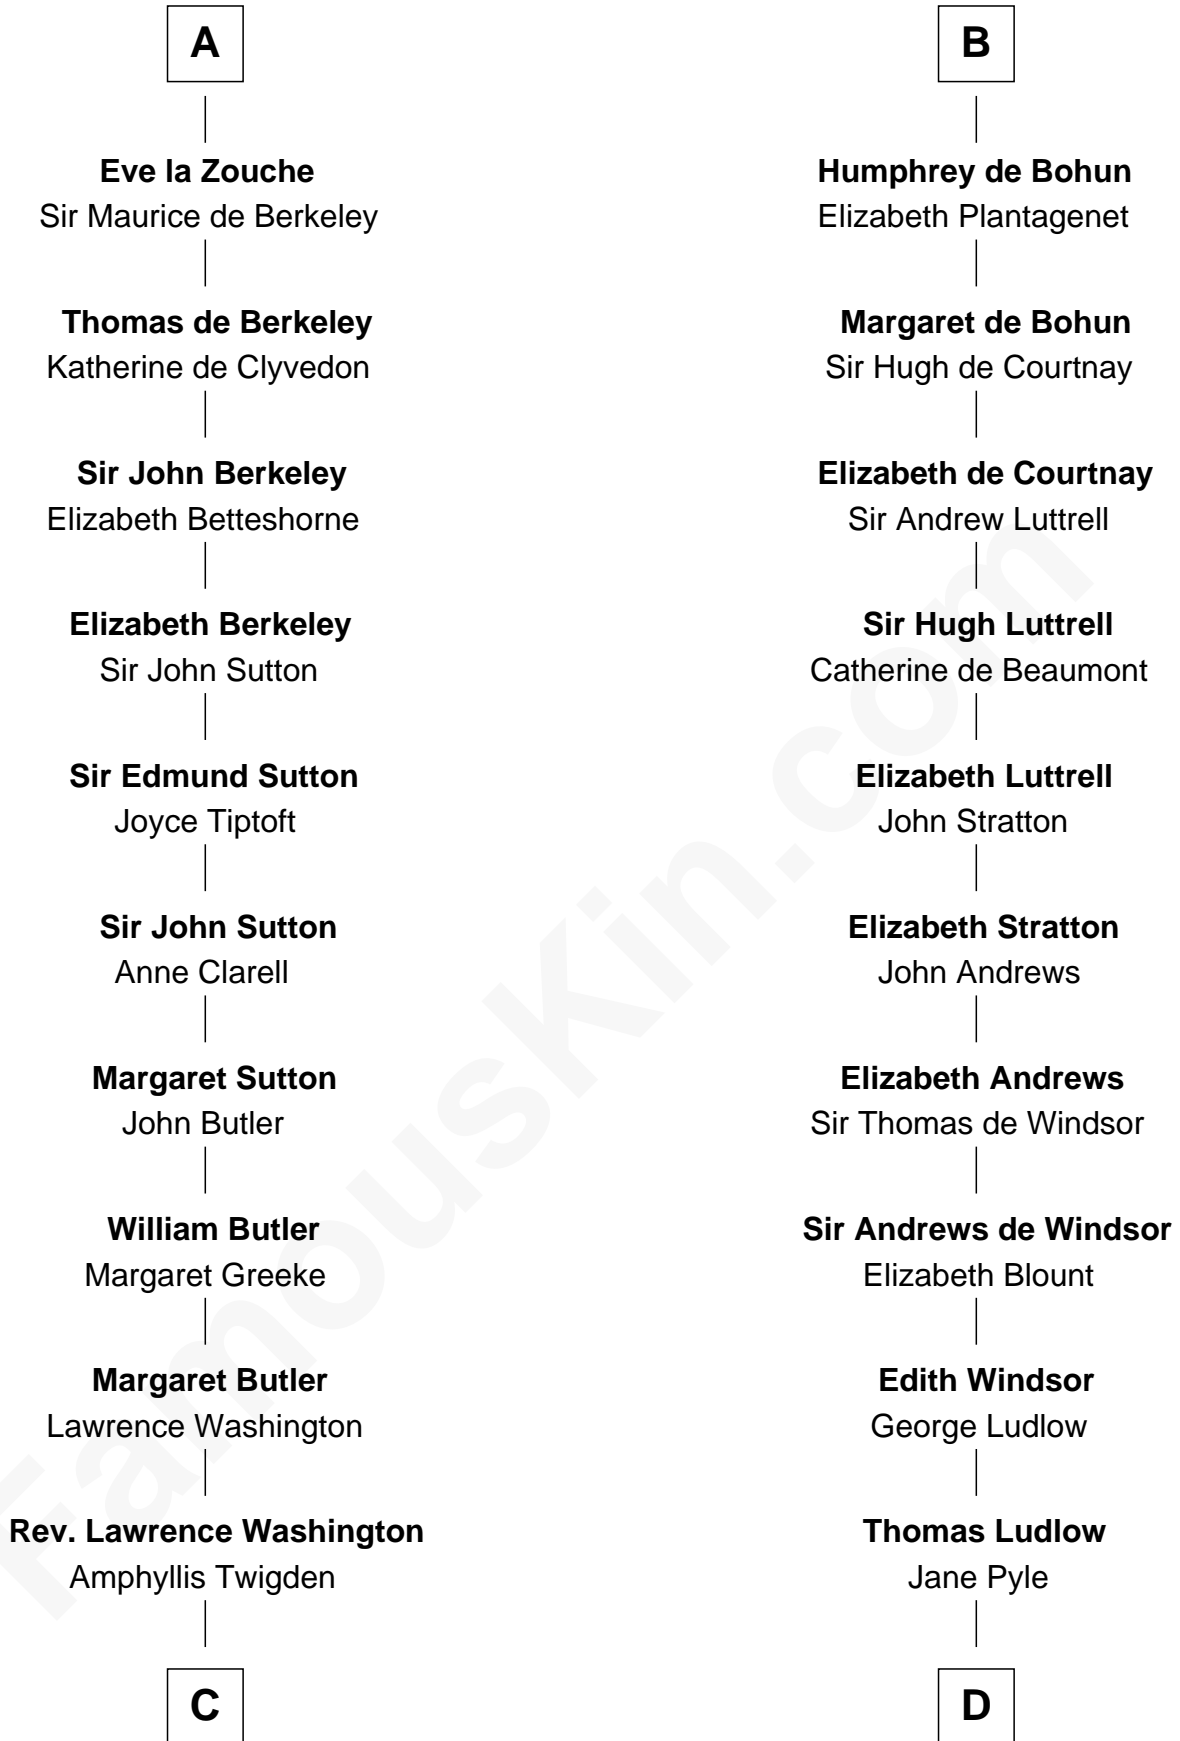 A
Eve la Zouche
Sir Maurice de Berkeley
Thomas de Berkeley
Katherine de Clyvedon
Sir John Berkeley
Elizabeth Betteshorne
Elizabeth Berkeley
Sir John Sutton
Sir Edmund Sutton
Joyce Tiptoft
Sir John Sutton
Anne Clarell
Margaret Sutton
John Butler
William Butler
Margaret Greeke
Margaret Butler
Lawrence Washington
Rev. Lawrence Washington
Amphyllis Twigden
C
B
Humphrey de Bohun
Elizabeth Plantagenet
Margaret de Bohun
Sir Hugh de Courtnay
Elizabeth de Courtnay
Sir Andrew Luttrell
Sir Hugh Luttrell
Catherine de Beaumont
Elizabeth Luttrell
John Stratton
Elizabeth Stratton
John Andrews
Elizabeth Andrews
Sir Thomas de Windsor
Sir Andrews de Windsor
Elizabeth Blount
Edith Windsor
George Ludlow
Thomas Ludlow
Jane Pyle
D
FamousKin.com